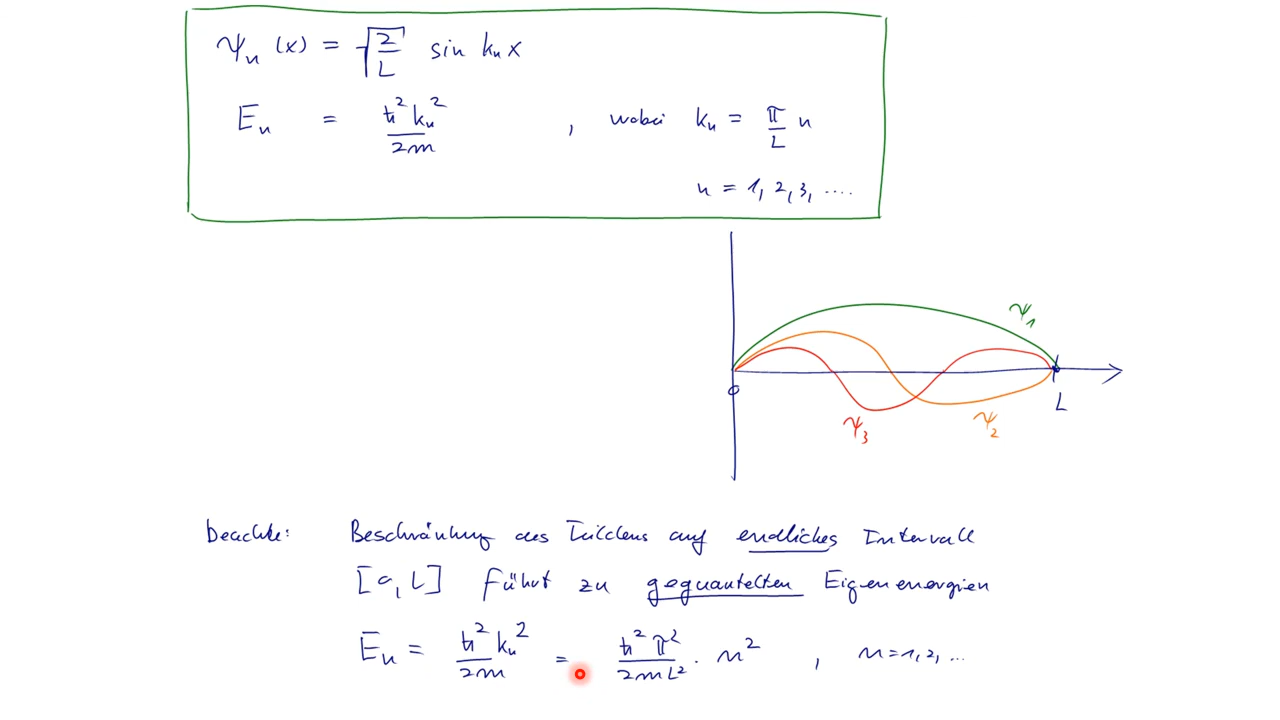 ψₙ (x) = √(2/L) sin kₙ x
Eₙ = ħ² kₙ² / 2m , wobei kₙ = π/L n
n = 1, 2, 3, ....
ψ₁
0
L
ψ₃
ψ₂
beachte: Beschränkung des Teilchens auf endliches Intervall
[0, L] führt zu gequantelten Eigenenergien
Eₙ = ħ² kₙ² / 2m = ħ² π² / 2mL² · n² , n = 1, 2, ...